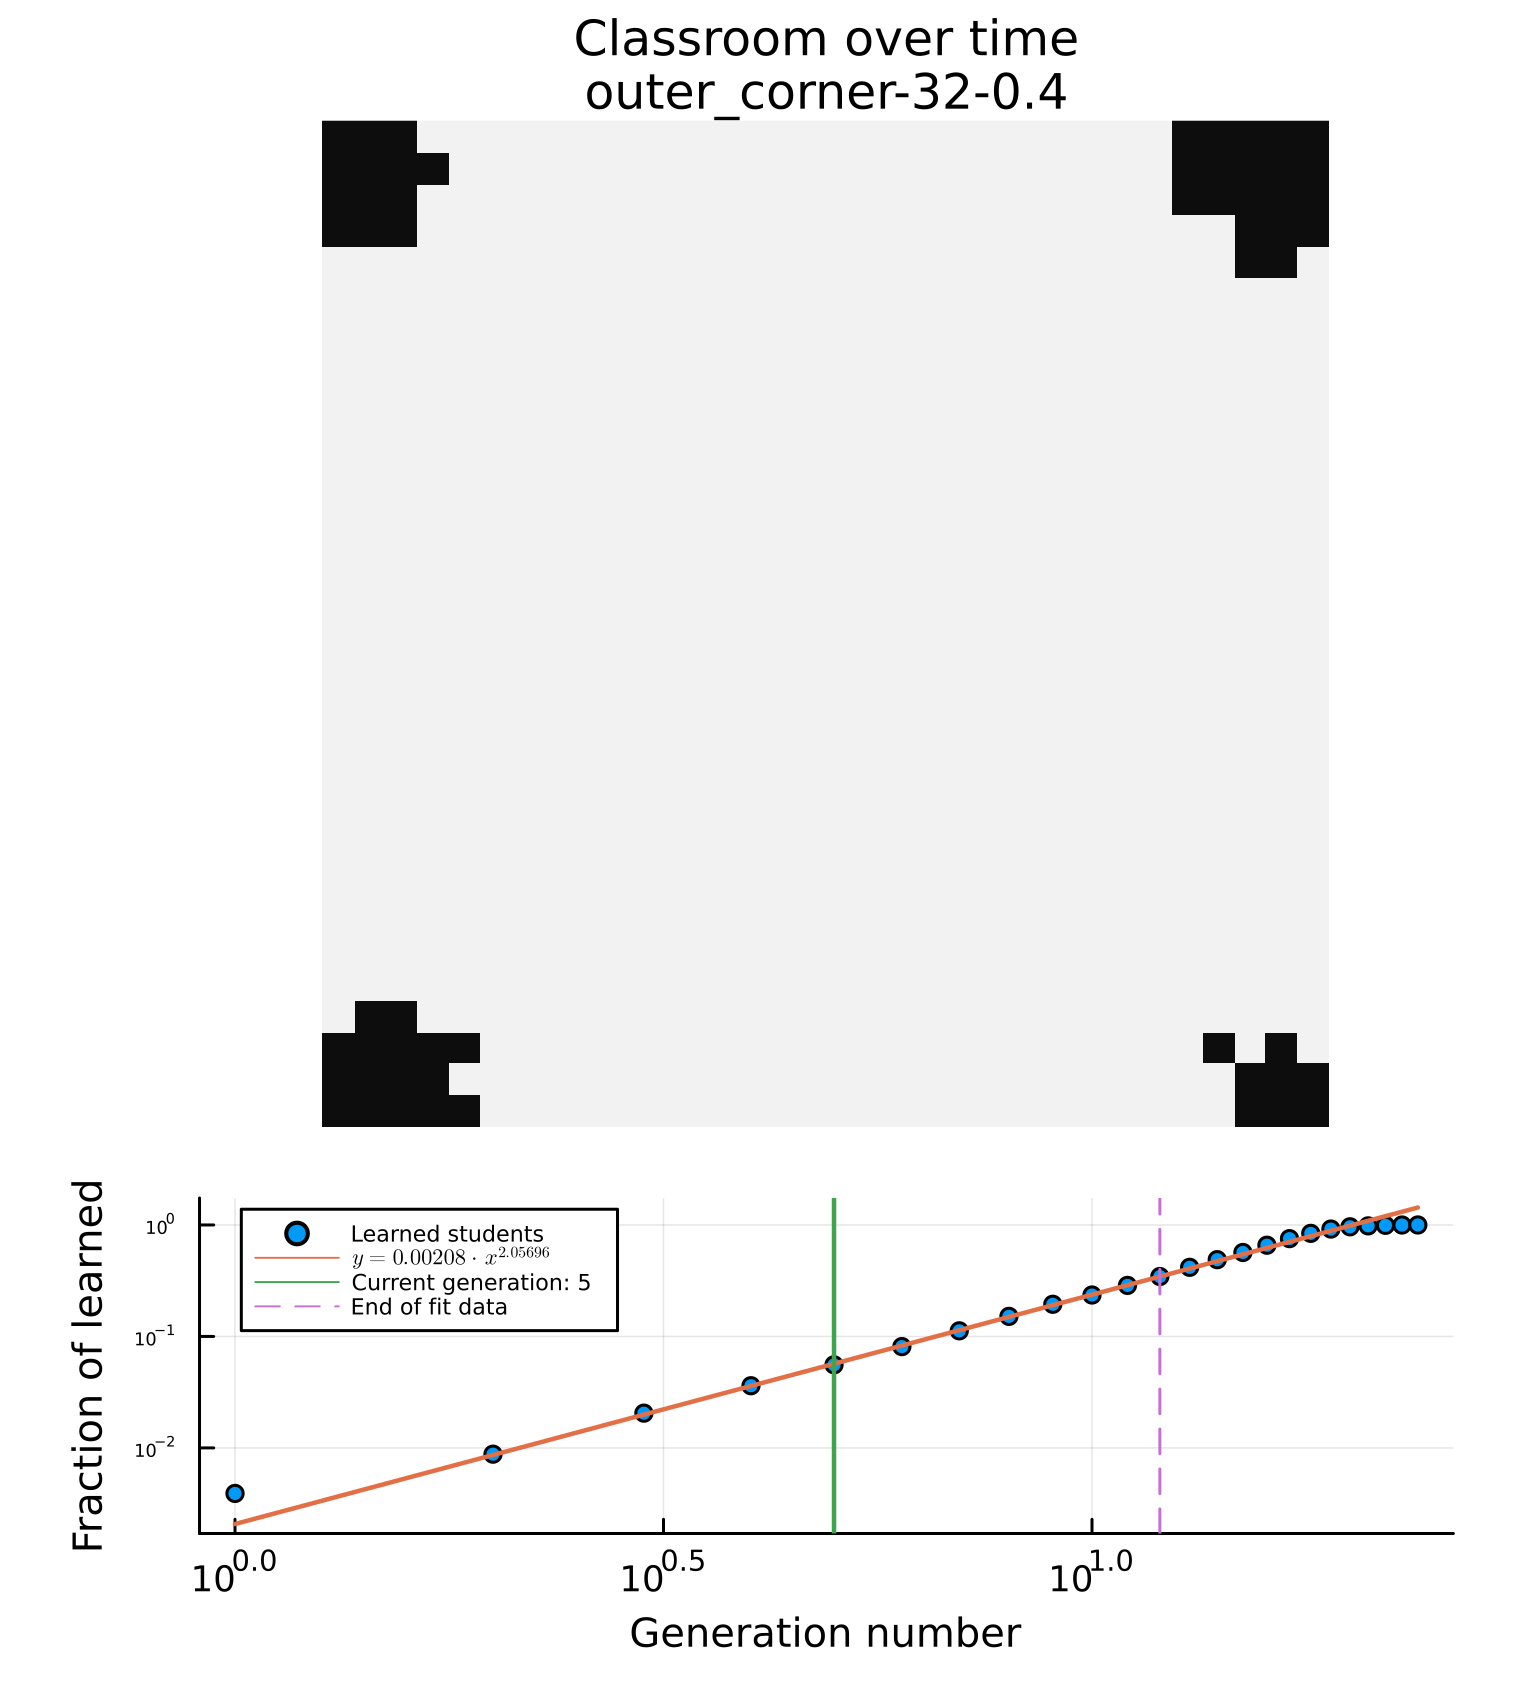 Classroom over time
outer_corner-32-0.4
Fraction of learned
10⁰
10⁻¹
10⁻²
Learned students
y = 0.00208 · x^{2.05696}
Current generation: 5
End of fit data
10^{0.0}
10^{0.5}
10^{1.0}
Generation number